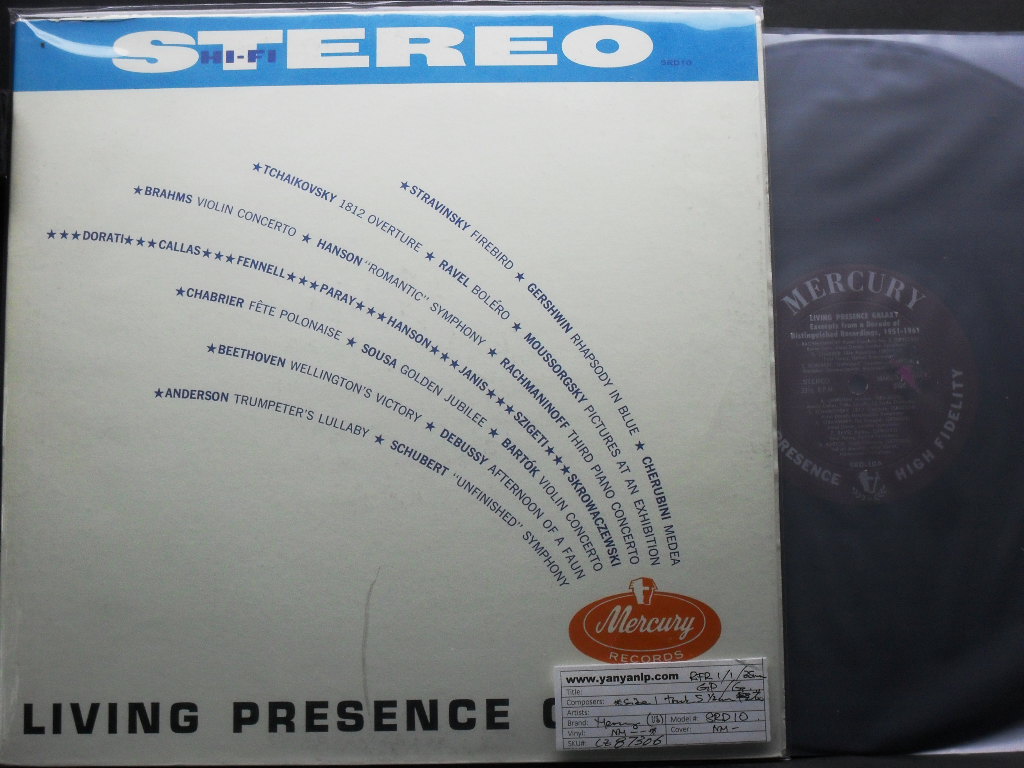 STEREO
HI-FI
SRD10
★STRAVINSKY FIREBIRD ★ GERSHWIN RHAPSODY IN BLUE ★ CHERUBINI MEDEA
★TCHAIKOVSKY 1812 OVERTURE ★ RAVEL BOLÉRO ★ MOUSSORGSKY PICTURES AT AN EXHIBITION
★BRAHMS VIOLIN CONCERTO ★ HANSON "ROMANTIC" SYMPHONY ★ RACHMANINOFF THIRD PIANO CONCERTO
★★★DORATI★★★CALLAS★★★FENNELL★★★PARAY★★★HANSON★★★JANIS★★★SZIGETI★★★SKROWACZEWSKI
★CHABRIER FÊTE POLONAISE ★ SOUSA GOLDEN JUBILEE ★ BARTÓK VIOLIN CONCERTO
★BEETHOVEN WELLINGTON'S VICTORY ★ DEBUSSY AFTERNOON OF A FAUN
★ANDERSON TRUMPETER'S LULLABY ★ SCHUBERT "UNFINISHED" SYMPHONY
Mercury
RECORDS
LIVING PRESENCE
www.yanyanlp.com
Title:
Composers:
Artists:
Brand: Model #: SRD10
Vinyl: Cover: NM-
SKU#:
MERCURY
LIVING PRESENCE GALAXY
Excerpts from a Decade of
Distinguished Recordings, 1951-1961
STEREO
PRESENCE HIGH FIDELITY